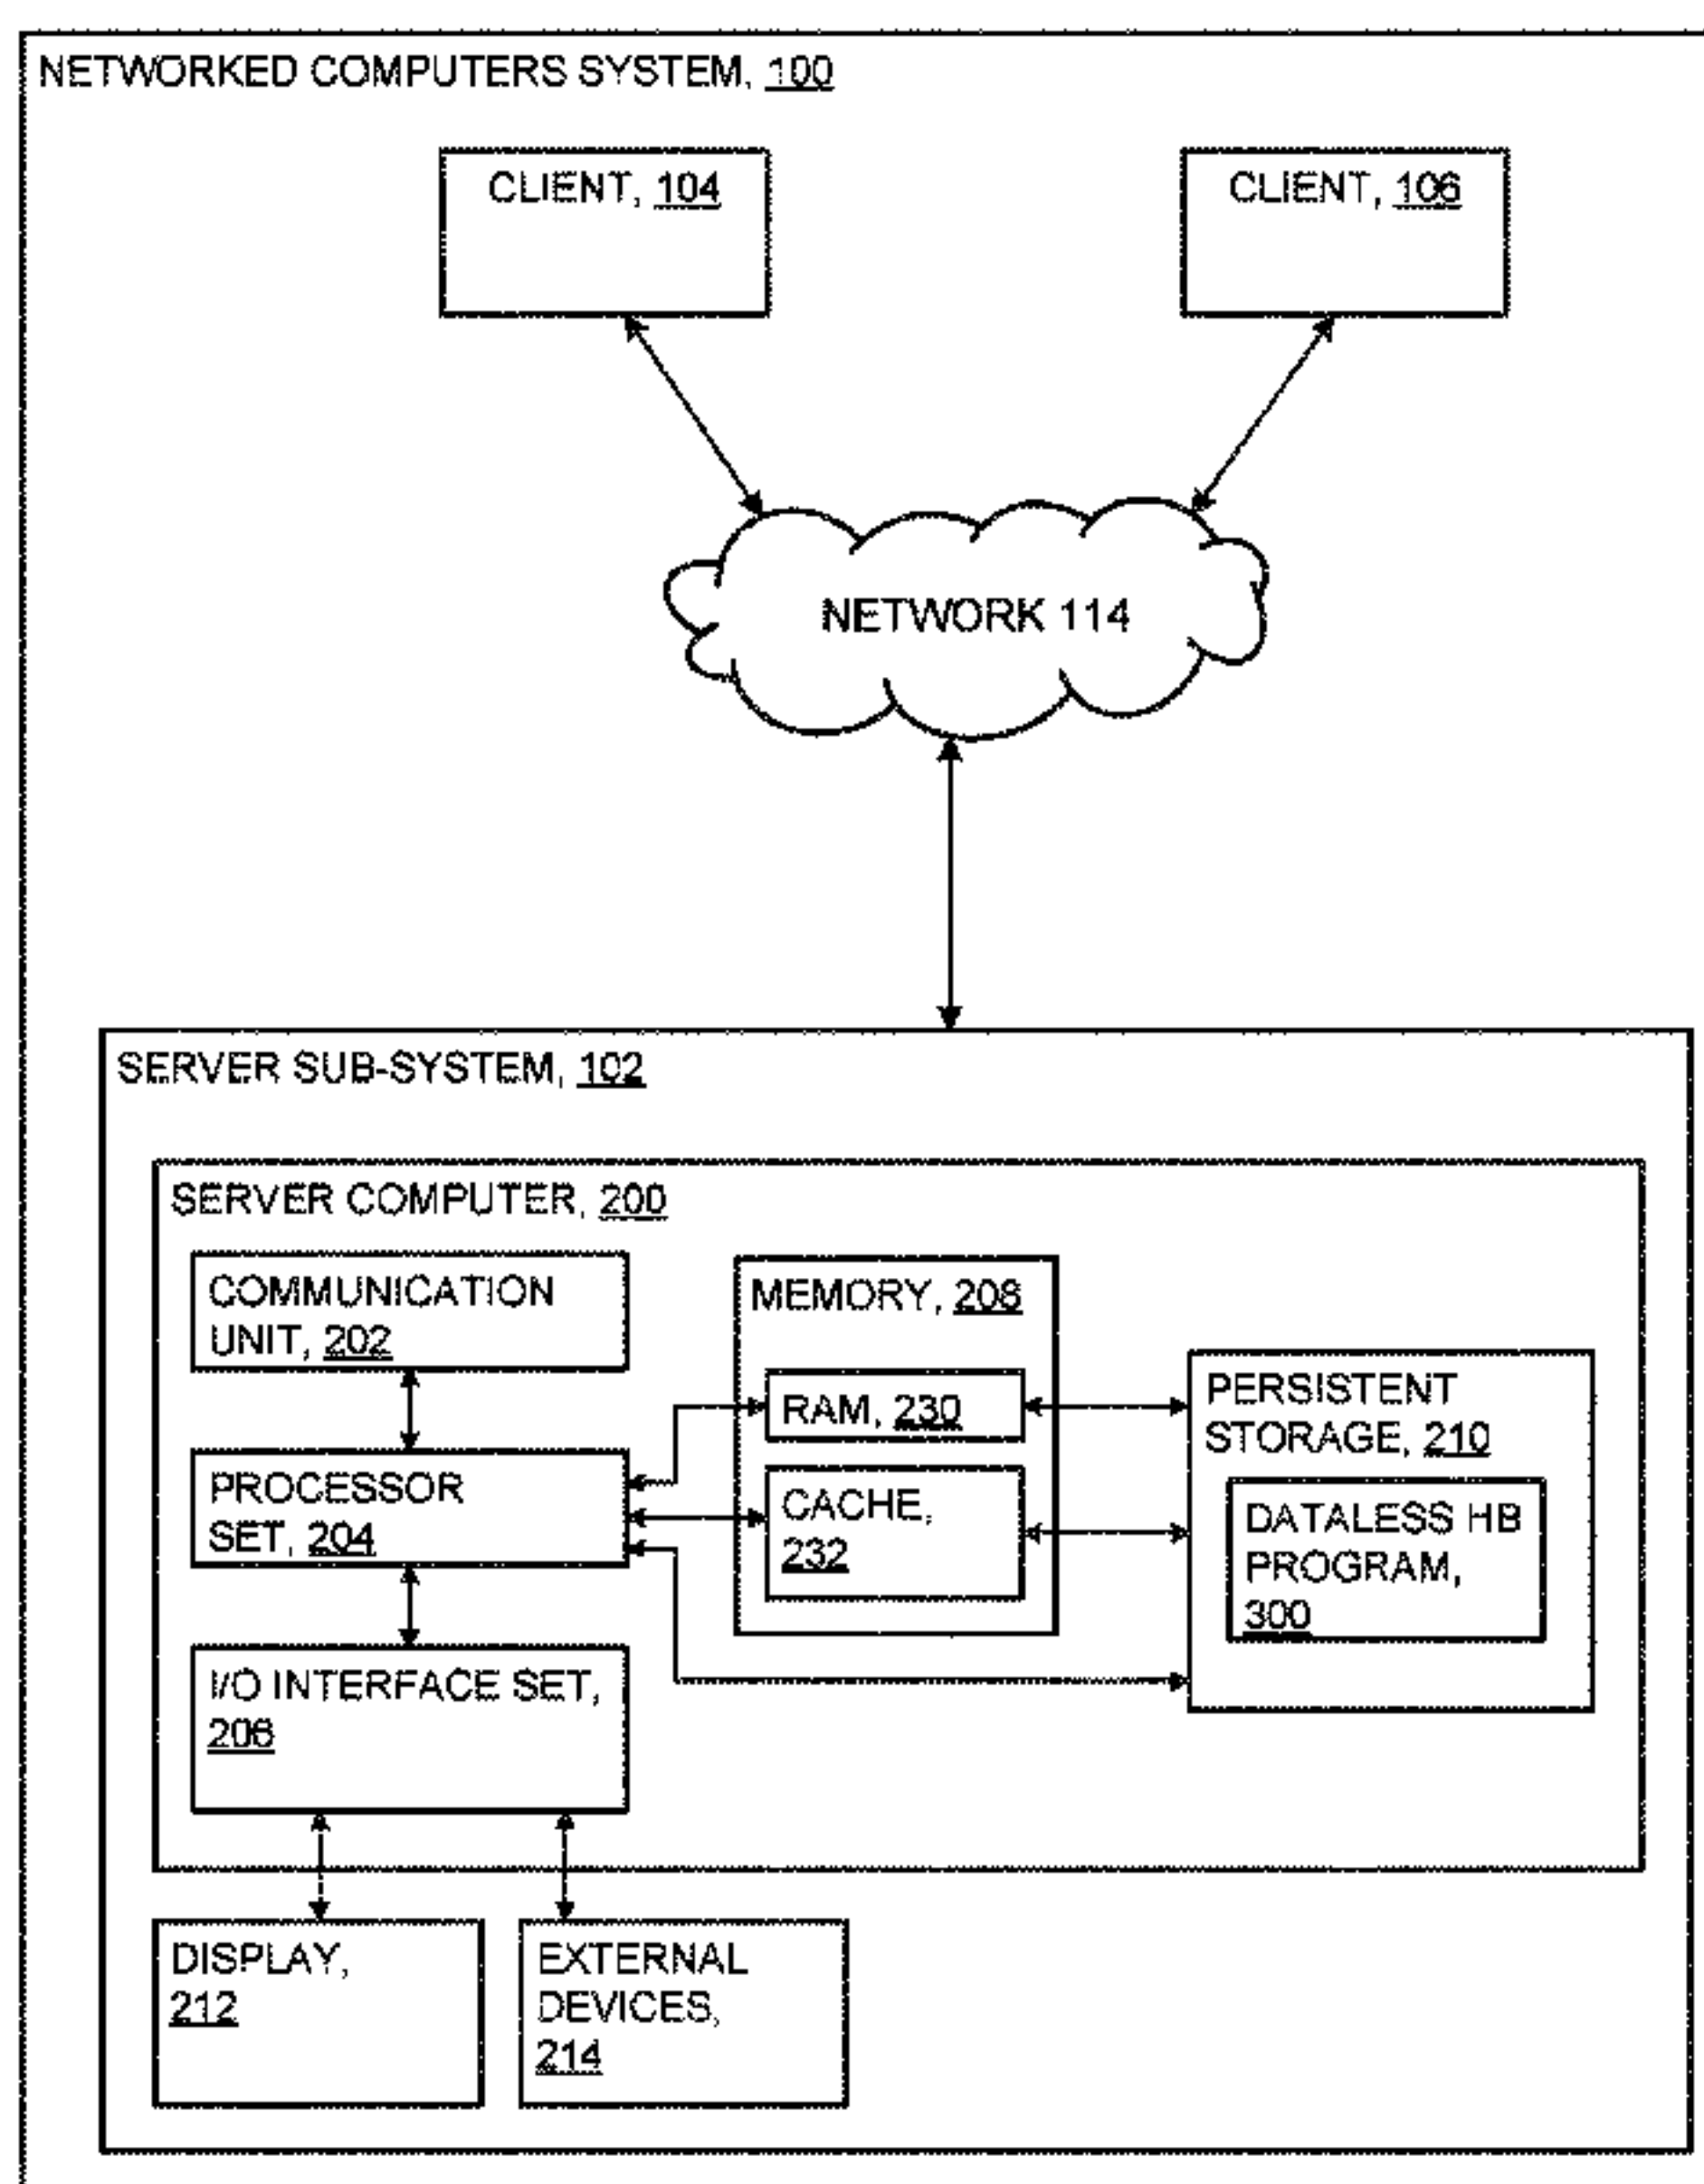 NETWORKED COMPUTERS SYSTEM, 100
CLIENT, 104
CLIENT, 106
NETWORK 114
SERVER SUB-SYSTEM, 102
SERVER COMPUTER, 200
COMMUNICATION
UNIT, 202
MEMORY, 208
RAM, 230
PERSISTENT
STORAGE, 210
PROCESSOR
SET, 204
CACHE,
232
DATALESS HB
PROGRAM,
300
I/O INTERFACE SET,
206
DISPLAY,
212
EXTERNAL
DEVICES,
214